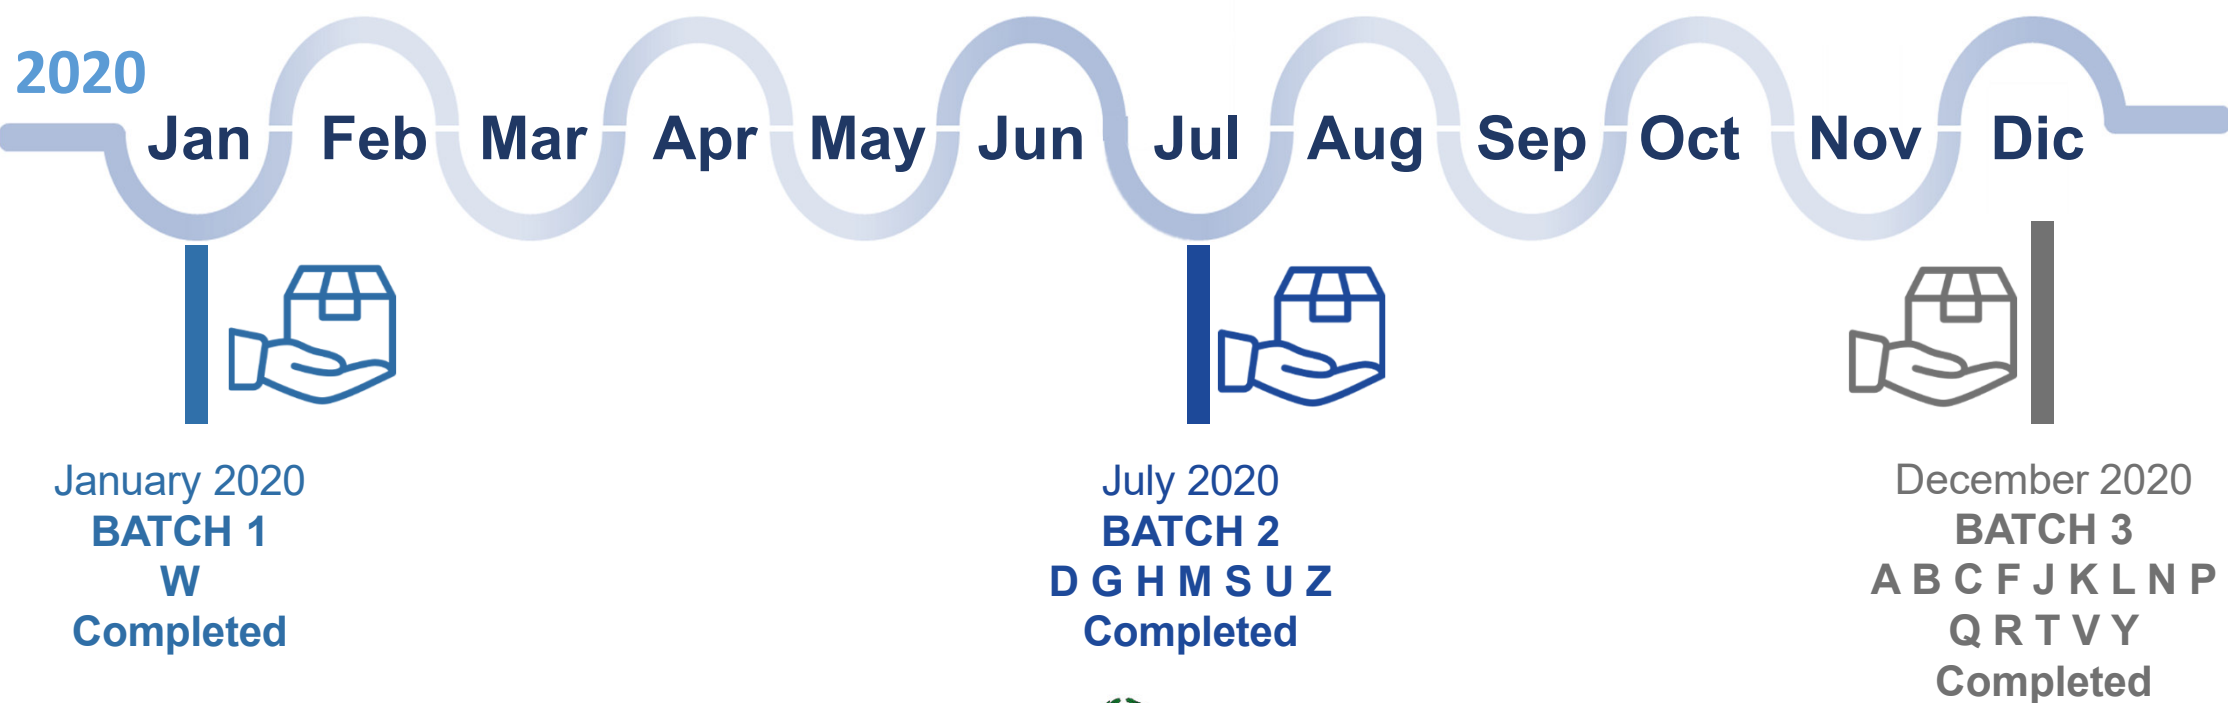 2020
Jan Feb Mar Apr May Jun Jul Aug Sep Oct Nov Dic
January 2020
BATCH 1
W
Completed
July 2020
BATCH 2
D G H M S U Z
Completed
December 2020
BATCH 3
A B C F J K L N P
Q R T V Y
Completed